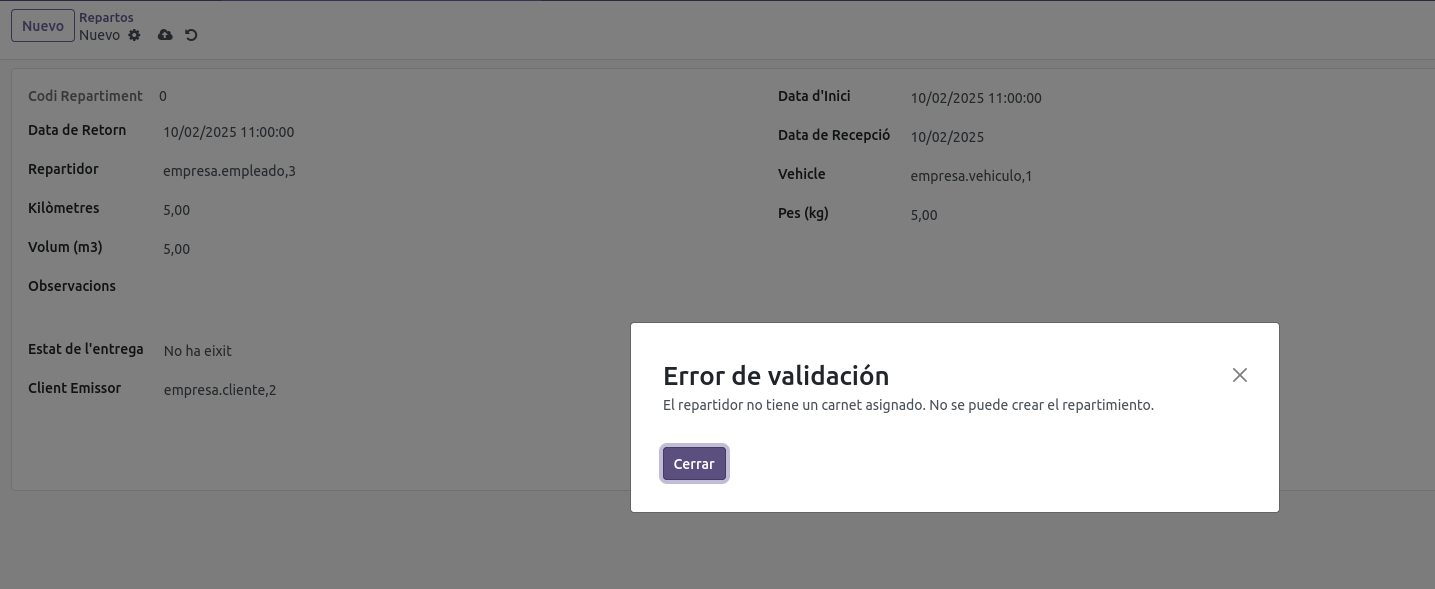 Nuevo
Repartos
Nuevo
Codi Repartiment 0
Data d'Inici 10/02/2025 11:00:00
Data de Retorn 10/02/2025 11:00:00
Data de Recepció 10/02/2025
Repartidor empresa.empleado,3
Vehicle empresa.vehiculo,1
Kilòmetres 5,00
Pes (kg) 5,00
Volum (m3) 5,00
Observacions
Estat de l'entrega No ha eixit
Client Emissor empresa.cliente,2
Error de validación
El repartidor no tiene un carnet asignado. No se puede crear el repartimiento.
Cerrar